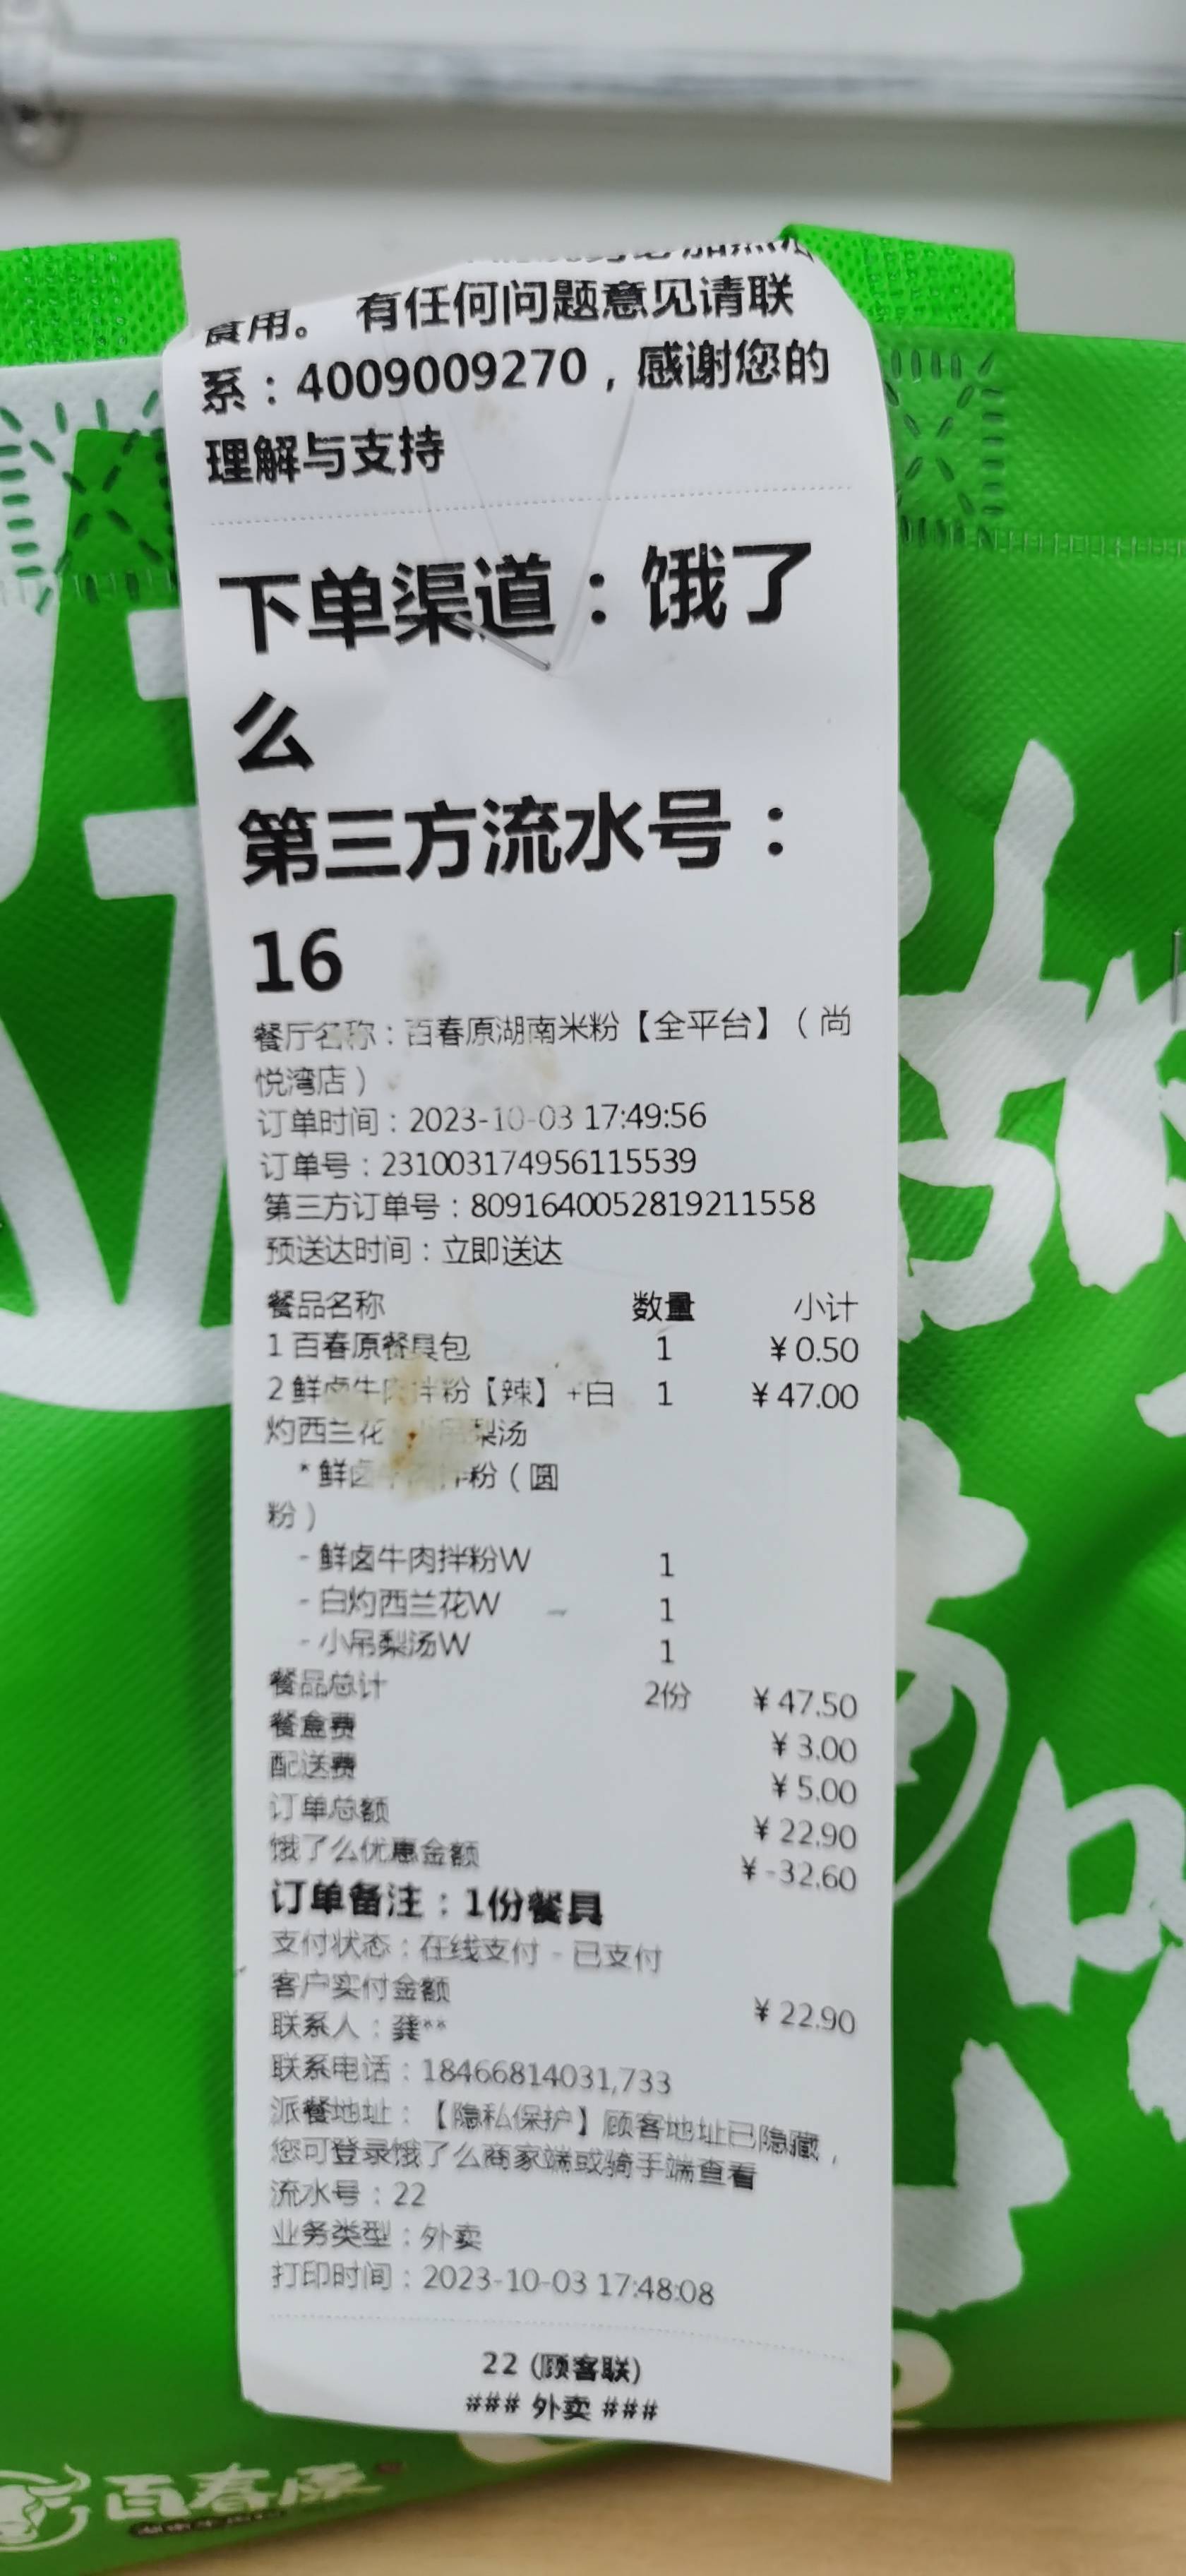 食用。 有任何问题意见请联
系：4009009270，感谢您的
理解与支持
下单渠道：饿了
么
第三方流水号：
16
餐厅名称：百春原湖南米粉【全平台】（尚
悦湾店）
订单时间：2023-10-03 17:49:56
订单号：231003174956115539
第三方订单号：8091640052819211558
预送达时间：立即送达
餐品名称 数量 小计
1 百春原餐具包 1 ￥0.50
2 鲜卤牛肉拌粉【辣】+白 1 ￥47.00
灼西兰花 小吊梨汤
*鲜卤牛肉拌粉（圆
粉）
- 鲜卤牛肉拌粉W 1
- 白灼西兰花W 1
- 小吊梨汤W 1
餐品总计 2份 ￥47.50
餐盒费 ￥3.00
配送费 ￥5.00
订单总额 ￥22.90
饿了么优惠金额 ￥-32.60
订单备注：1份餐具
支付状态：在线支付 - 已支付
客户实付金额 ￥22.90
联系人：龚**
联系电话：18466814031,733
派餐地址：【隐私保护】顾客地址已隐藏，
您可登录饿了么商家端或骑手端查看
流水号：22
业务类型：外卖
打印时间：2023-10-03 17:48:08
22 (顾客联)
### 外卖 ###
百春原